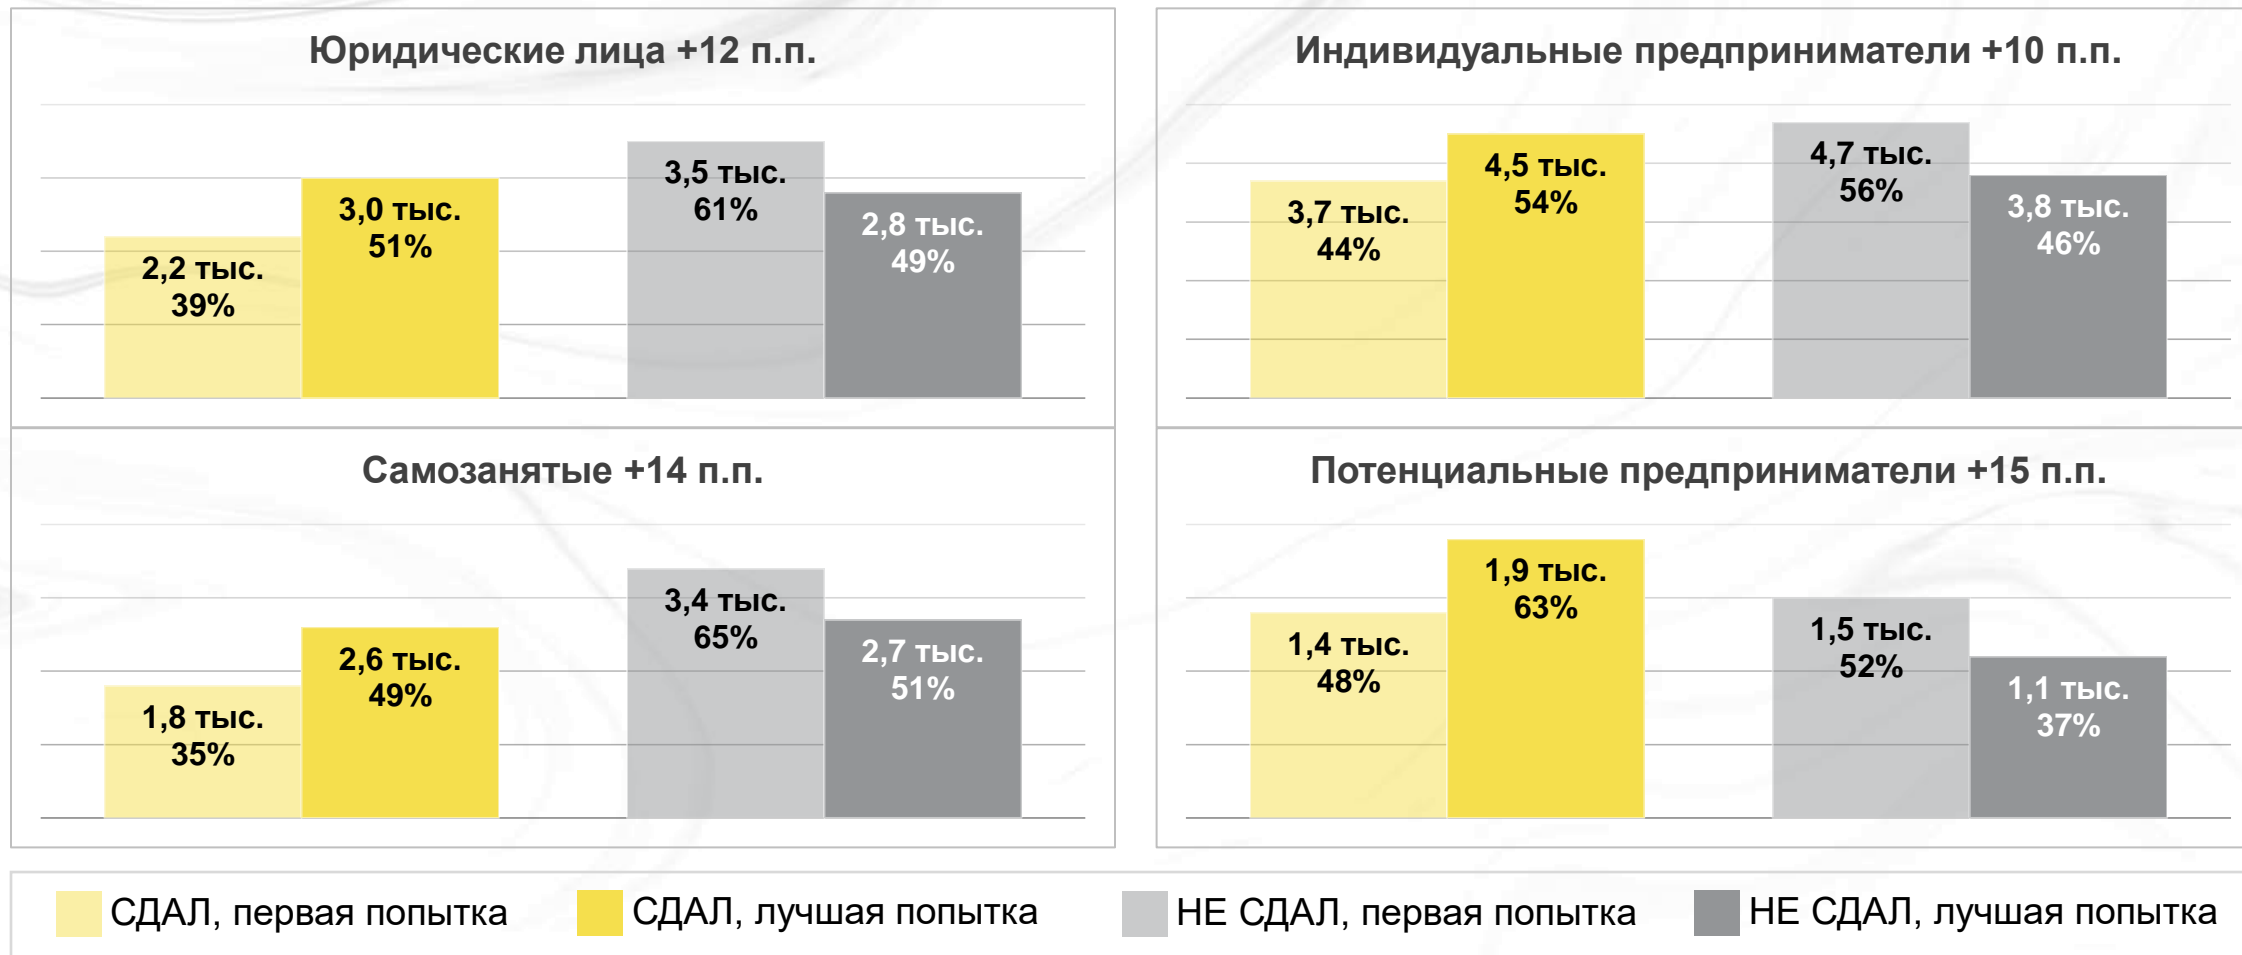 Юридические лица +12 п.п.
2,2 тыс.
39%
3,0 тыс.
51%
3,5 тыс.
61%
2,8 тыс.
49%
Индивидуальные предприниматели +10 п.п.
3,7 тыс.
44%
4,5 тыс.
54%
4,7 тыс.
56%
3,8 тыс.
46%
Самозанятые +14 п.п.
1,8 тыс.
35%
2,6 тыс.
49%
3,4 тыс.
65%
2,7 тыс.
51%
Потенциальные предприниматели +15 п.п.
1,4 тыс.
48%
1,9 тыс.
63%
1,5 тыс.
52%
1,1 тыс.
37%
СДАЛ, первая попытка
СДАЛ, лучшая попытка
НЕ СДАЛ, первая попытка
НЕ СДАЛ, лучшая попытка